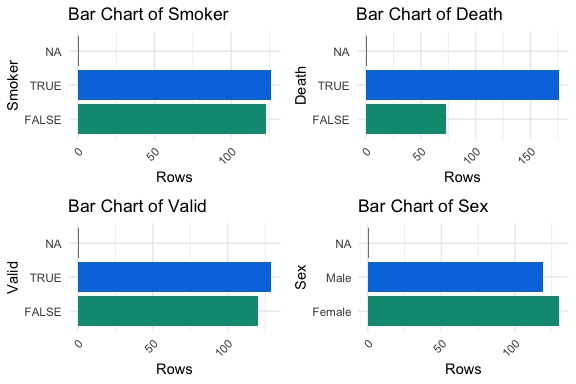 Bar Chart of Smoker
Smoker
NA
TRUE
FALSE
0
50
100
Rows
Bar Chart of Death
Death
NA
TRUE
FALSE
0
50
100
150
Rows
Bar Chart of Valid
Valid
NA
TRUE
FALSE
0
50
100
Rows
Bar Chart of Sex
Sex
NA
Male
Female
0
50
100
Rows